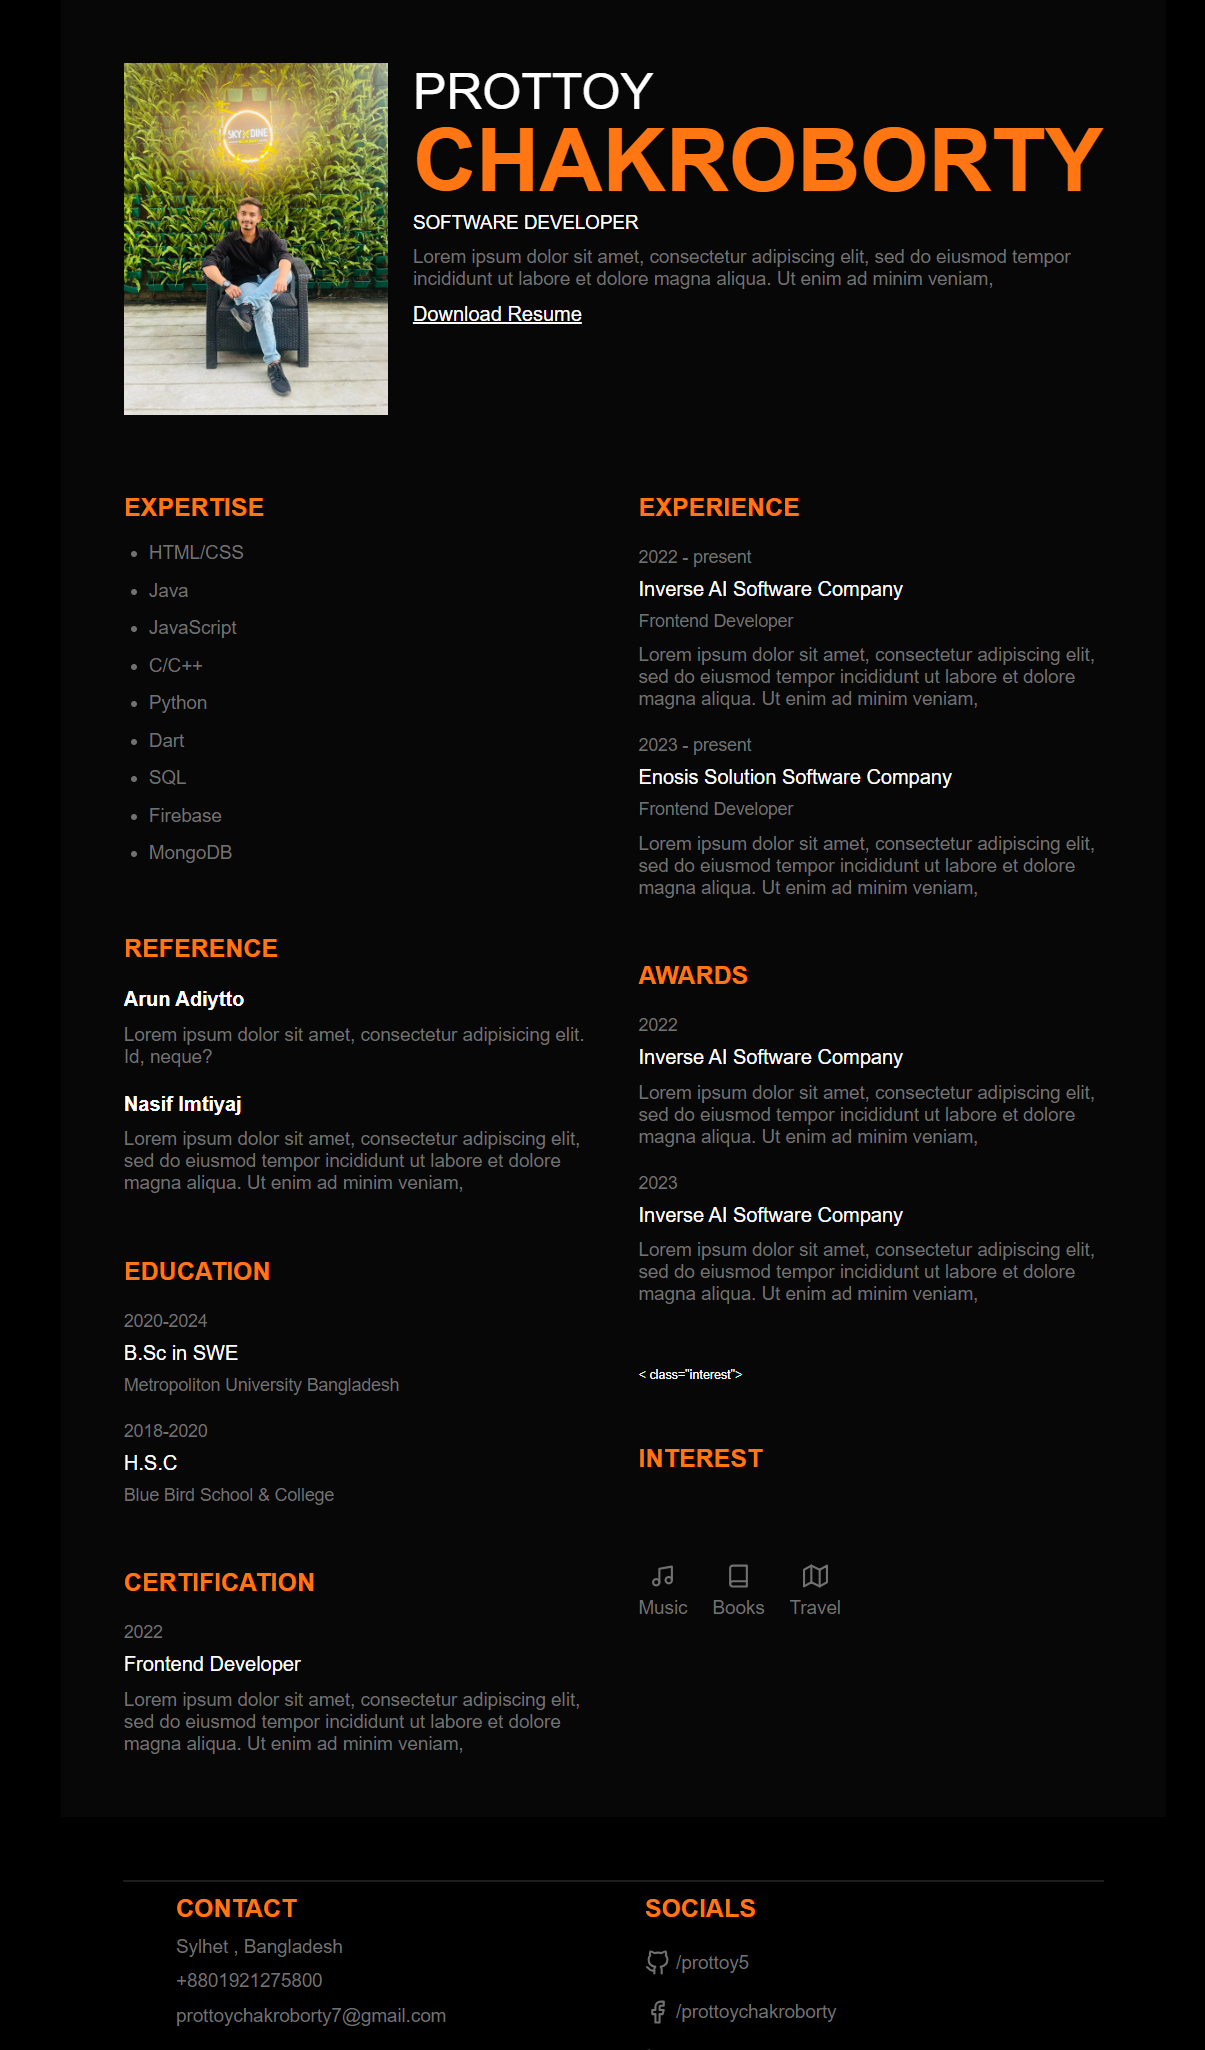 SKY DINE
PROTTOY
CHAKROBORTY
SOFTWARE DEVELOPER
Lorem ipsum dolor sit amet, consectetur adipiscing elit, sed do eiusmod tempor
incididunt ut labore et dolore magna aliqua. Ut enim ad minim veniam,
Download Resume
EXPERTISE
• HTML/CSS
• Java
• JavaScript
• C/C++
• Python
• Dart
• SQL
• Firebase
• MongoDB
REFERENCE
Arun Adiytto
Lorem ipsum dolor sit amet, consectetur adipisicing elit.
Id, neque?
Nasif Imtiyaj
Lorem ipsum dolor sit amet, consectetur adipiscing elit,
sed do eiusmod tempor incididunt ut labore et dolore
magna aliqua. Ut enim ad minim veniam,
EDUCATION
2020-2024
B.Sc in SWE
Metropoliton University Bangladesh
2018-2020
H.S.C
Blue Bird School & College
CERTIFICATION
2022
Frontend Developer
Lorem ipsum dolor sit amet, consectetur adipiscing elit,
sed do eiusmod tempor incididunt ut labore et dolore
magna aliqua. Ut enim ad minim veniam,
EXPERIENCE
2022 - present
Inverse AI Software Company
Frontend Developer
Lorem ipsum dolor sit amet, consectetur adipiscing elit,
sed do eiusmod tempor incididunt ut labore et dolore
magna aliqua. Ut enim ad minim veniam,
2023 - present
Enosis Solution Software Company
Frontend Developer
Lorem ipsum dolor sit amet, consectetur adipiscing elit,
sed do eiusmod tempor incididunt ut labore et dolore
magna aliqua. Ut enim ad minim veniam,
AWARDS
2022
Inverse AI Software Company
Lorem ipsum dolor sit amet, consectetur adipiscing elit,
sed do eiusmod tempor incididunt ut labore et dolore
magna aliqua. Ut enim ad minim veniam,
2023
Inverse AI Software Company
Lorem ipsum dolor sit amet, consectetur adipiscing elit,
sed do eiusmod tempor incididunt ut labore et dolore
magna aliqua. Ut enim ad minim veniam,
< class="interest">
INTEREST
Music Books Travel
CONTACT
Sylhet , Bangladesh
+8801921275800
prottoychakroborty7@gmail.com
SOCIALS
/prottoy5
/prottoychakroborty